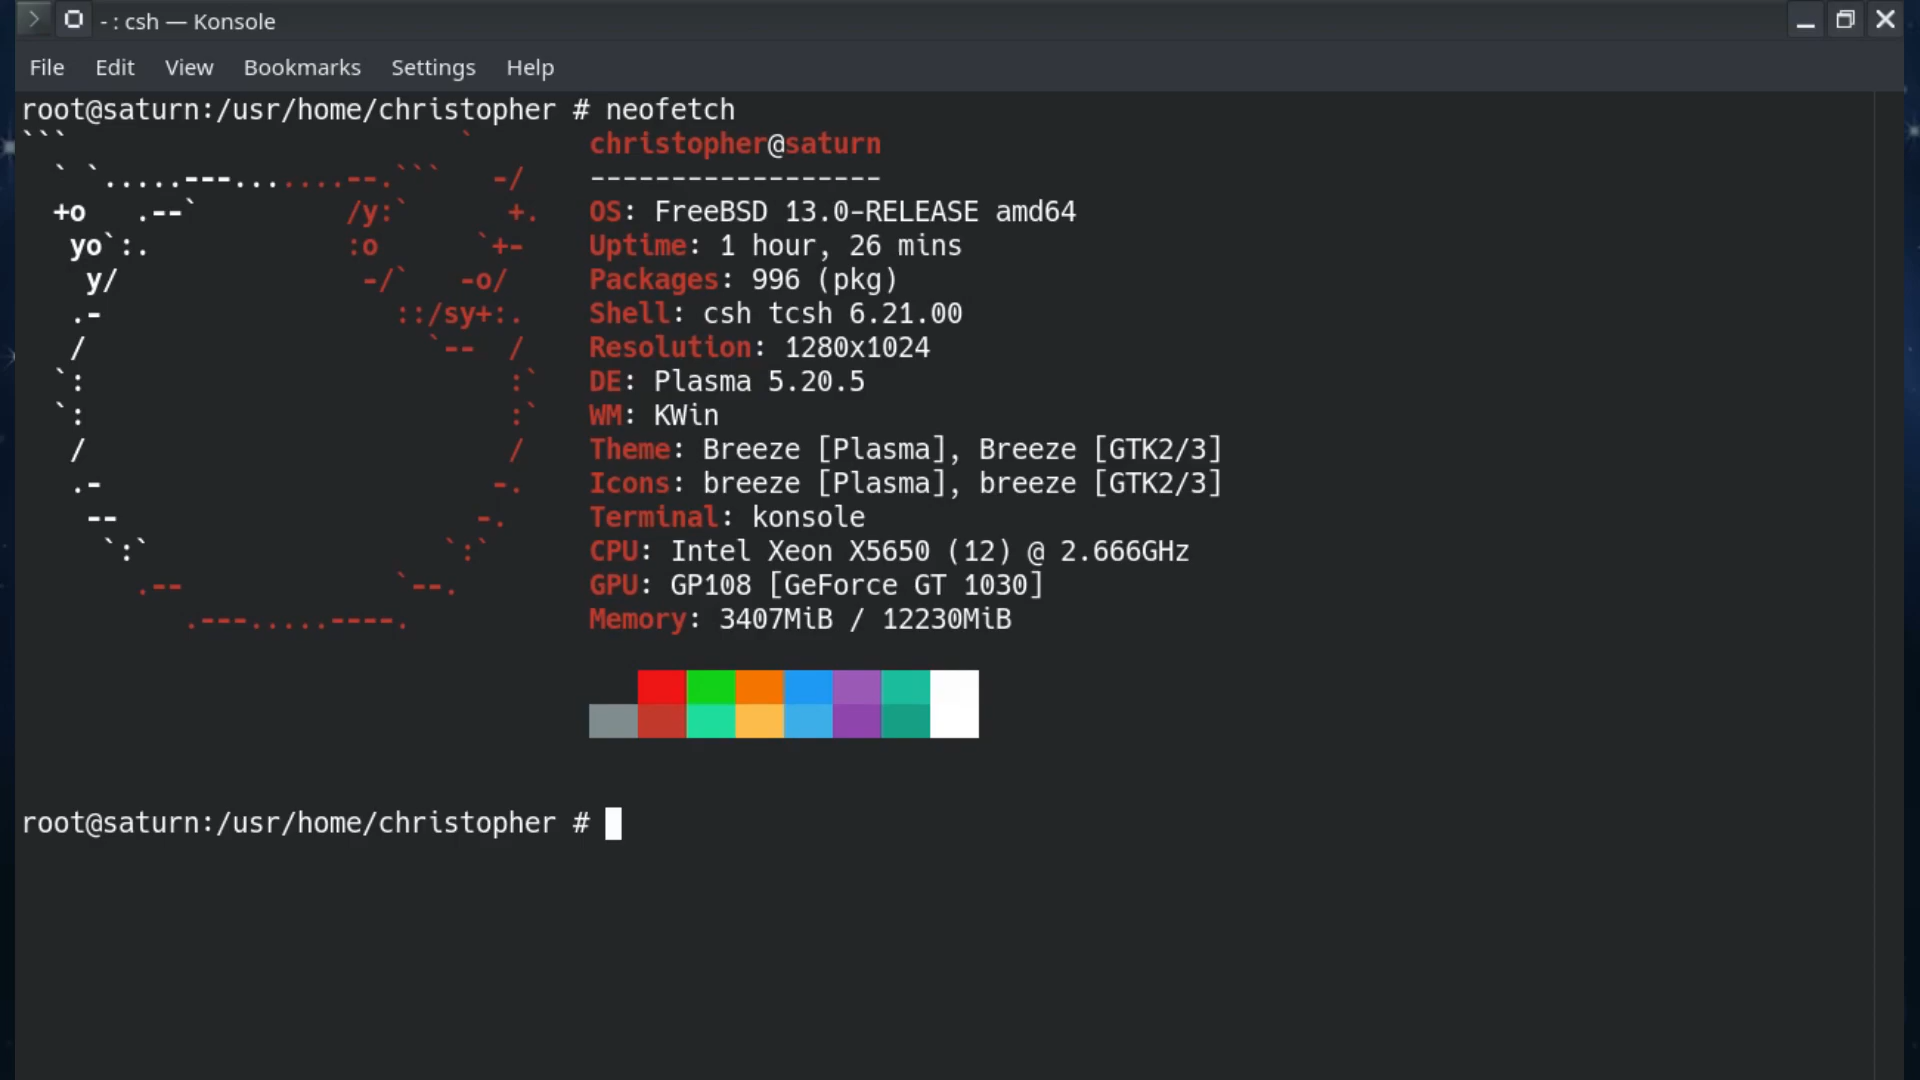 - : csh — Konsole
File Edit View Bookmarks Settings Help
root@saturn:/usr/home/christopher # neofetch
```                        `       christopher@saturn
  ` `.....---.......--.```   -/    ------------------
  +o   .--`         /y:`      +.   OS: FreeBSD 13.0-RELEASE amd64
   yo`:.            :o      `+-    Uptime: 1 hour, 26 mins
    y/               -/`   -o/     Packages: 996 (pkg)
   .-                  ::/sy+:.    Shell: csh tcsh 6.21.00
   /                     `--  /    Resolution: 1280x1024
  `:                          :`   DE: Plasma 5.20.5
  `:                          :`   WM: KWin
   /                          /    Theme: Breeze [Plasma], Breeze [GTK2/3]
   .-                        -.    Icons: breeze [Plasma], breeze [GTK2/3]
    --                      -.     Terminal: konsole
     `:`                  `:`      CPU: Intel Xeon X5650 (12) @ 2.666GHz
       .--             `--.        GPU: GP108 [GeForce GT 1030]
          .---.....----.           Memory: 3407MiB / 12230MiB
root@saturn:/usr/home/christopher #